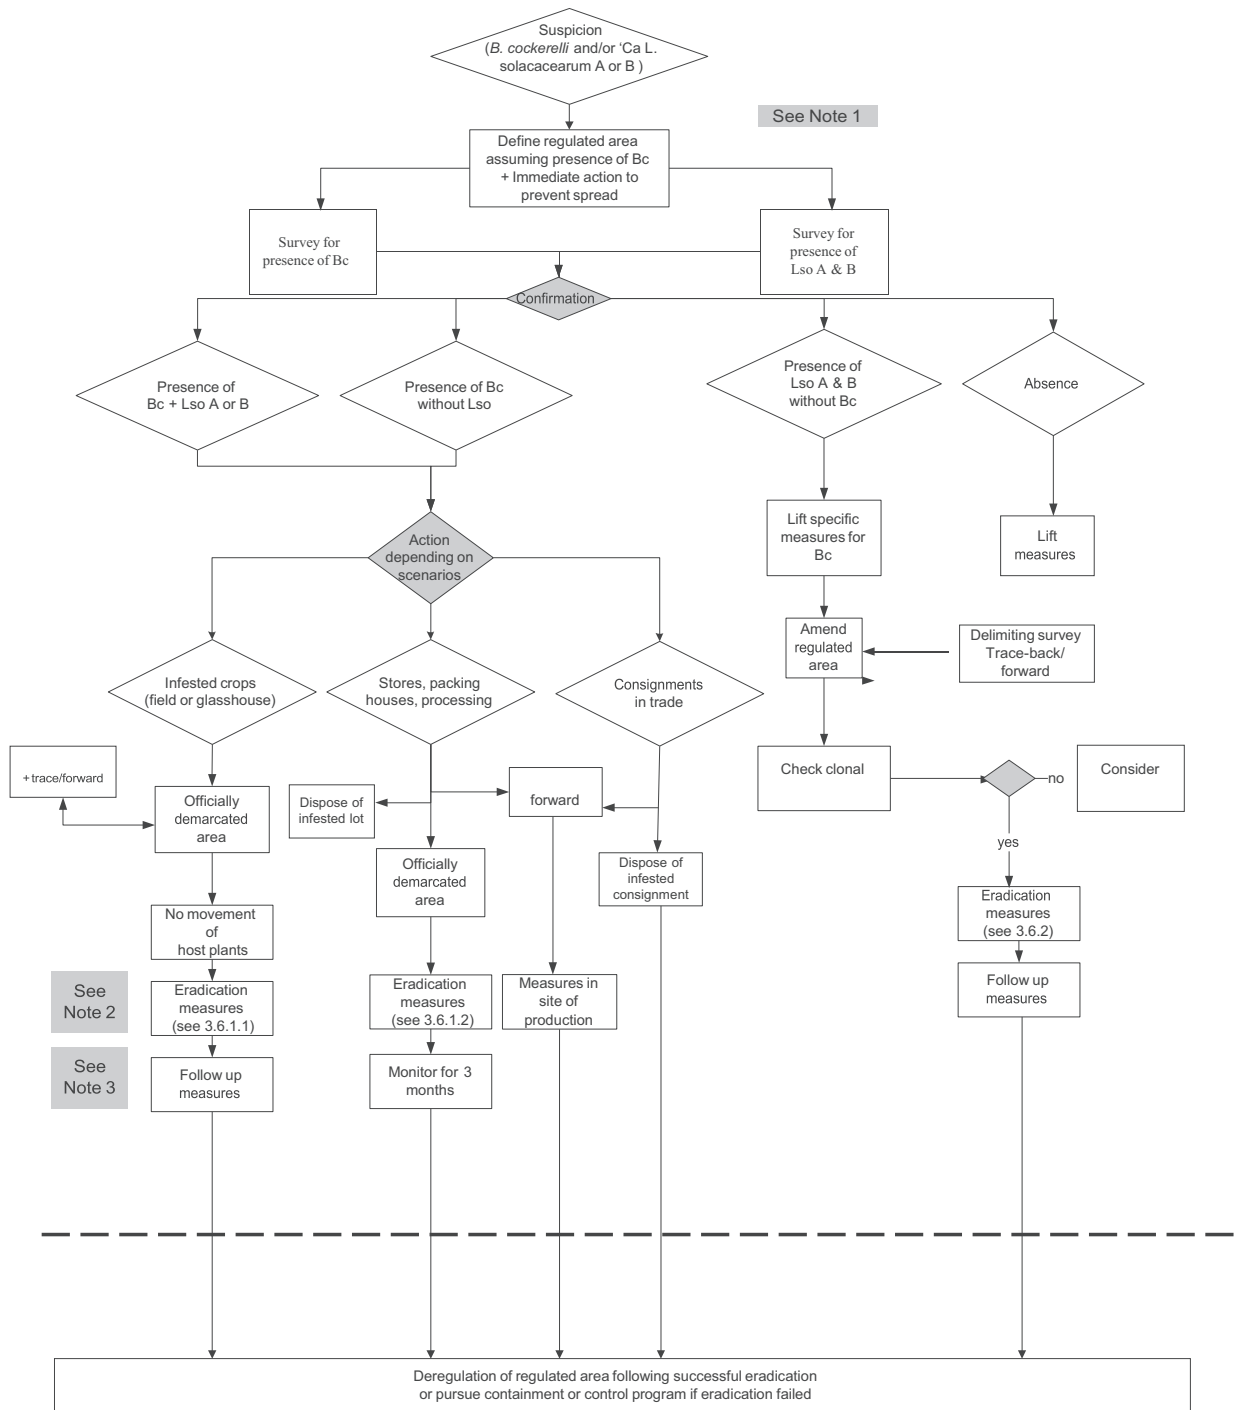 Suspicion
(B. cockerelli and/or ‘Ca L.
solacacearum A or B )
See Note 1
Define regulated area
assuming presence of Bc
+ Immediate action to
prevent spread
Survey for
presence of Bc
Survey for
presence of
Lso A & B
Confirmation
Presence of
Bc + Lso A or B
Presence of Bc
without Lso
Presence of
Lso A & B
without Bc
Absence
Action
depending on
scenarios
Lift specific
measures for
Bc
Lift
measures
Amend
regulated
area
Delimiting survey
Trace-back/
forward
Infested crops
(field or glasshouse)
Stores, packing
houses, processing
Consignments
in trade
+ trace/forward
Officially
demarcated
area
Dispose of
infested lot
forward
Check clonal
no
Consider
yes
Officially
demarcated
area
Dispose of
infested
consignment
No movement
of
host plants
Eradication
measures
(see 3.6.2)
See
Note 2
Eradication
measures
(see 3.6.1.1)
Eradication
measures
(see 3.6.1.2)
Measures in
site of
production
Follow up
measures
See
Note 3
Follow up
measures
Monitor for 3
months
Deregulation of regulated area following successful eradication
or pursue containment or control program if eradication failed